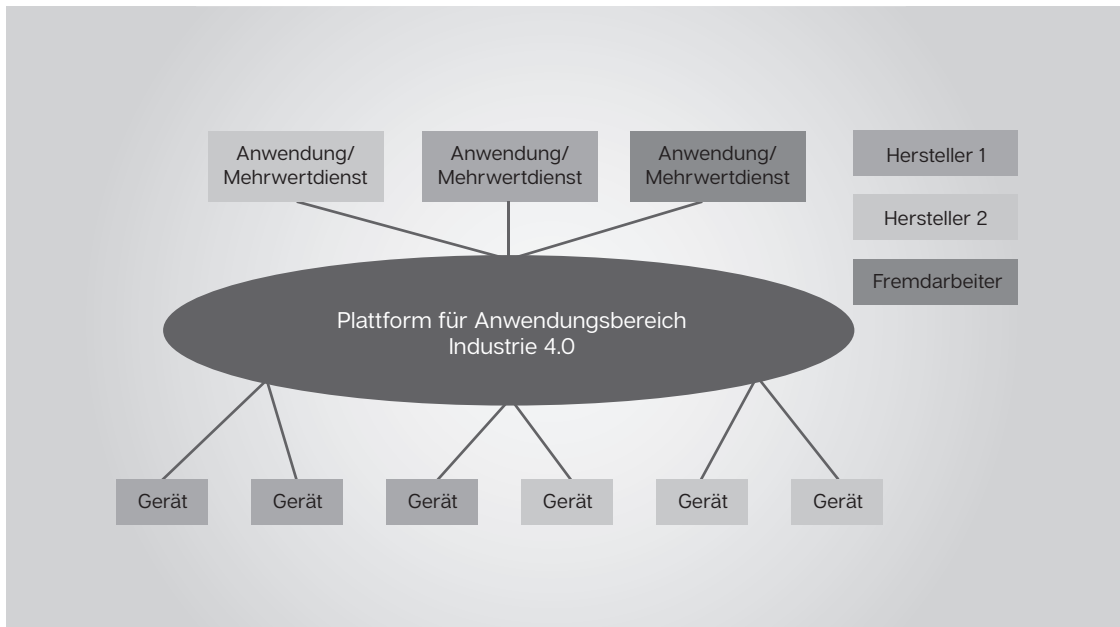 Anwendung/
Mehrwertdienst
Anwendung/
Mehrwertdienst
Anwendung/
Mehrwertdienst
Hersteller 1
Hersteller 2
Fremdarbeiter
Plattform für Anwendungsbereich
Industrie 4.0
Gerät
Gerät
Gerät
Gerät
Gerät
Gerät